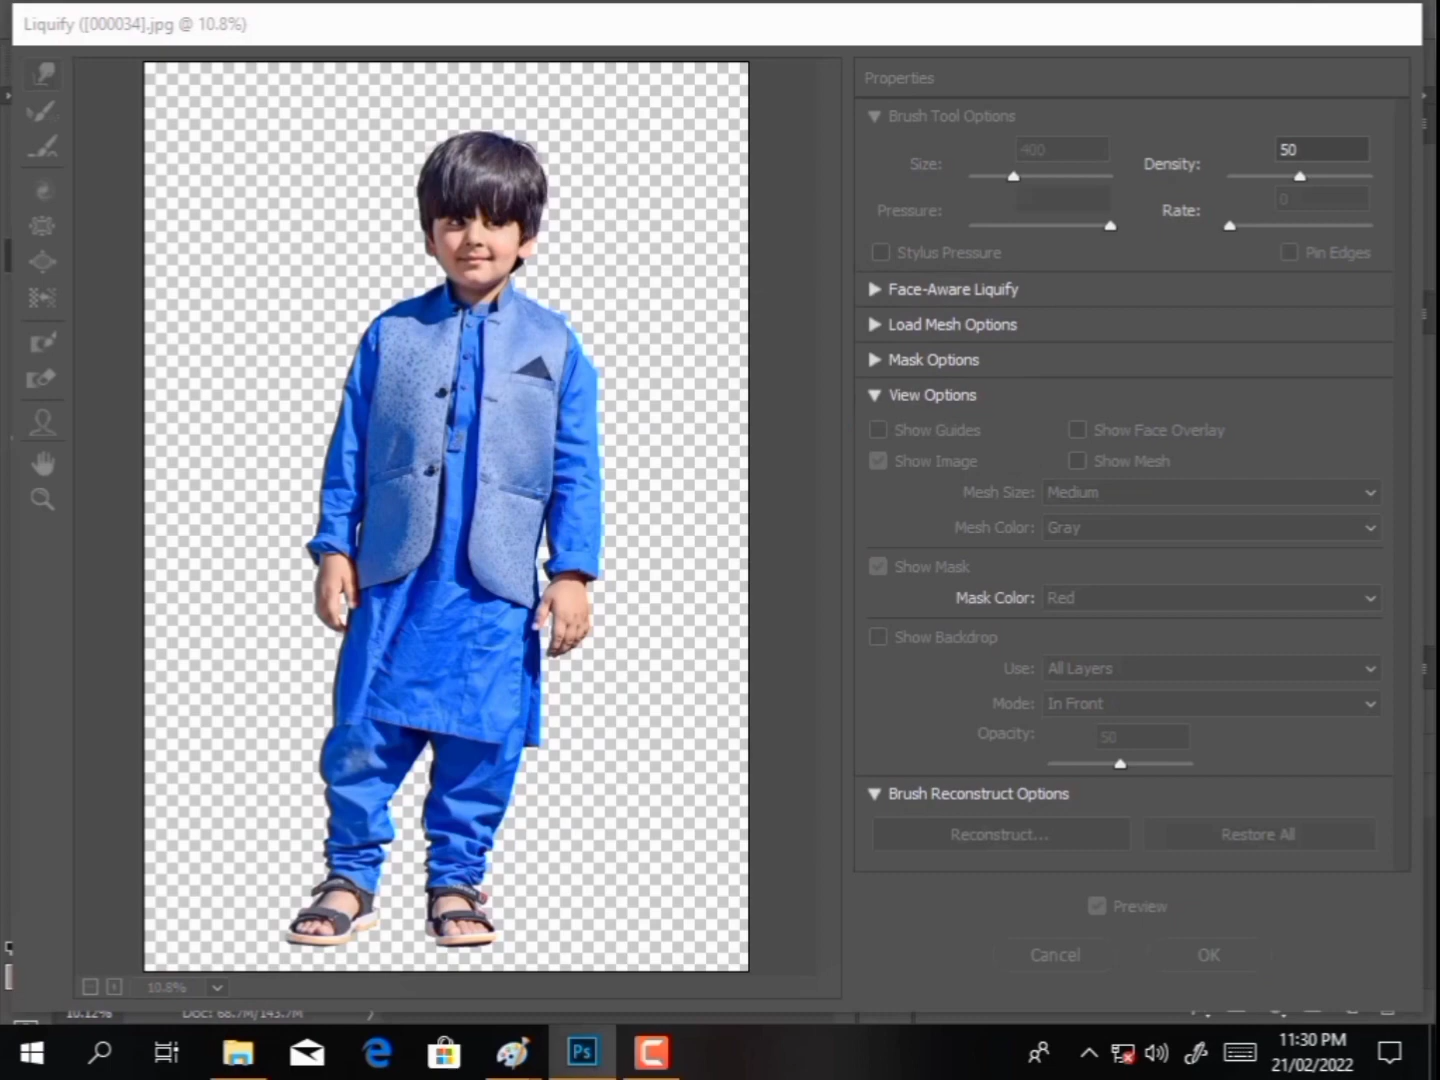 Liquify ([000034].jpg @ 10.8%)
Properties
Brush Tool Options
Size: 400 Density: 50
Pressure: Rate: 0
Stylus Pressure Pin Edges
Face-Aware Liquify
Load Mesh Options
Mask Options
View Options
Show Guides Show Face Overlay
Show Image Show Mesh
Mesh Size: Medium
Mesh Color: Gray
Show Mask
Mask Color: Red
Show Backdrop
Use: All Layers
Mode: In Front
Opacity: 50
Brush Reconstruct Options
Reconstruct... Restore All
Preview
Cancel OK
10.8%
10.12% Doc: 68.7M/143.7M
Ps
11:30 PM
21/02/2022